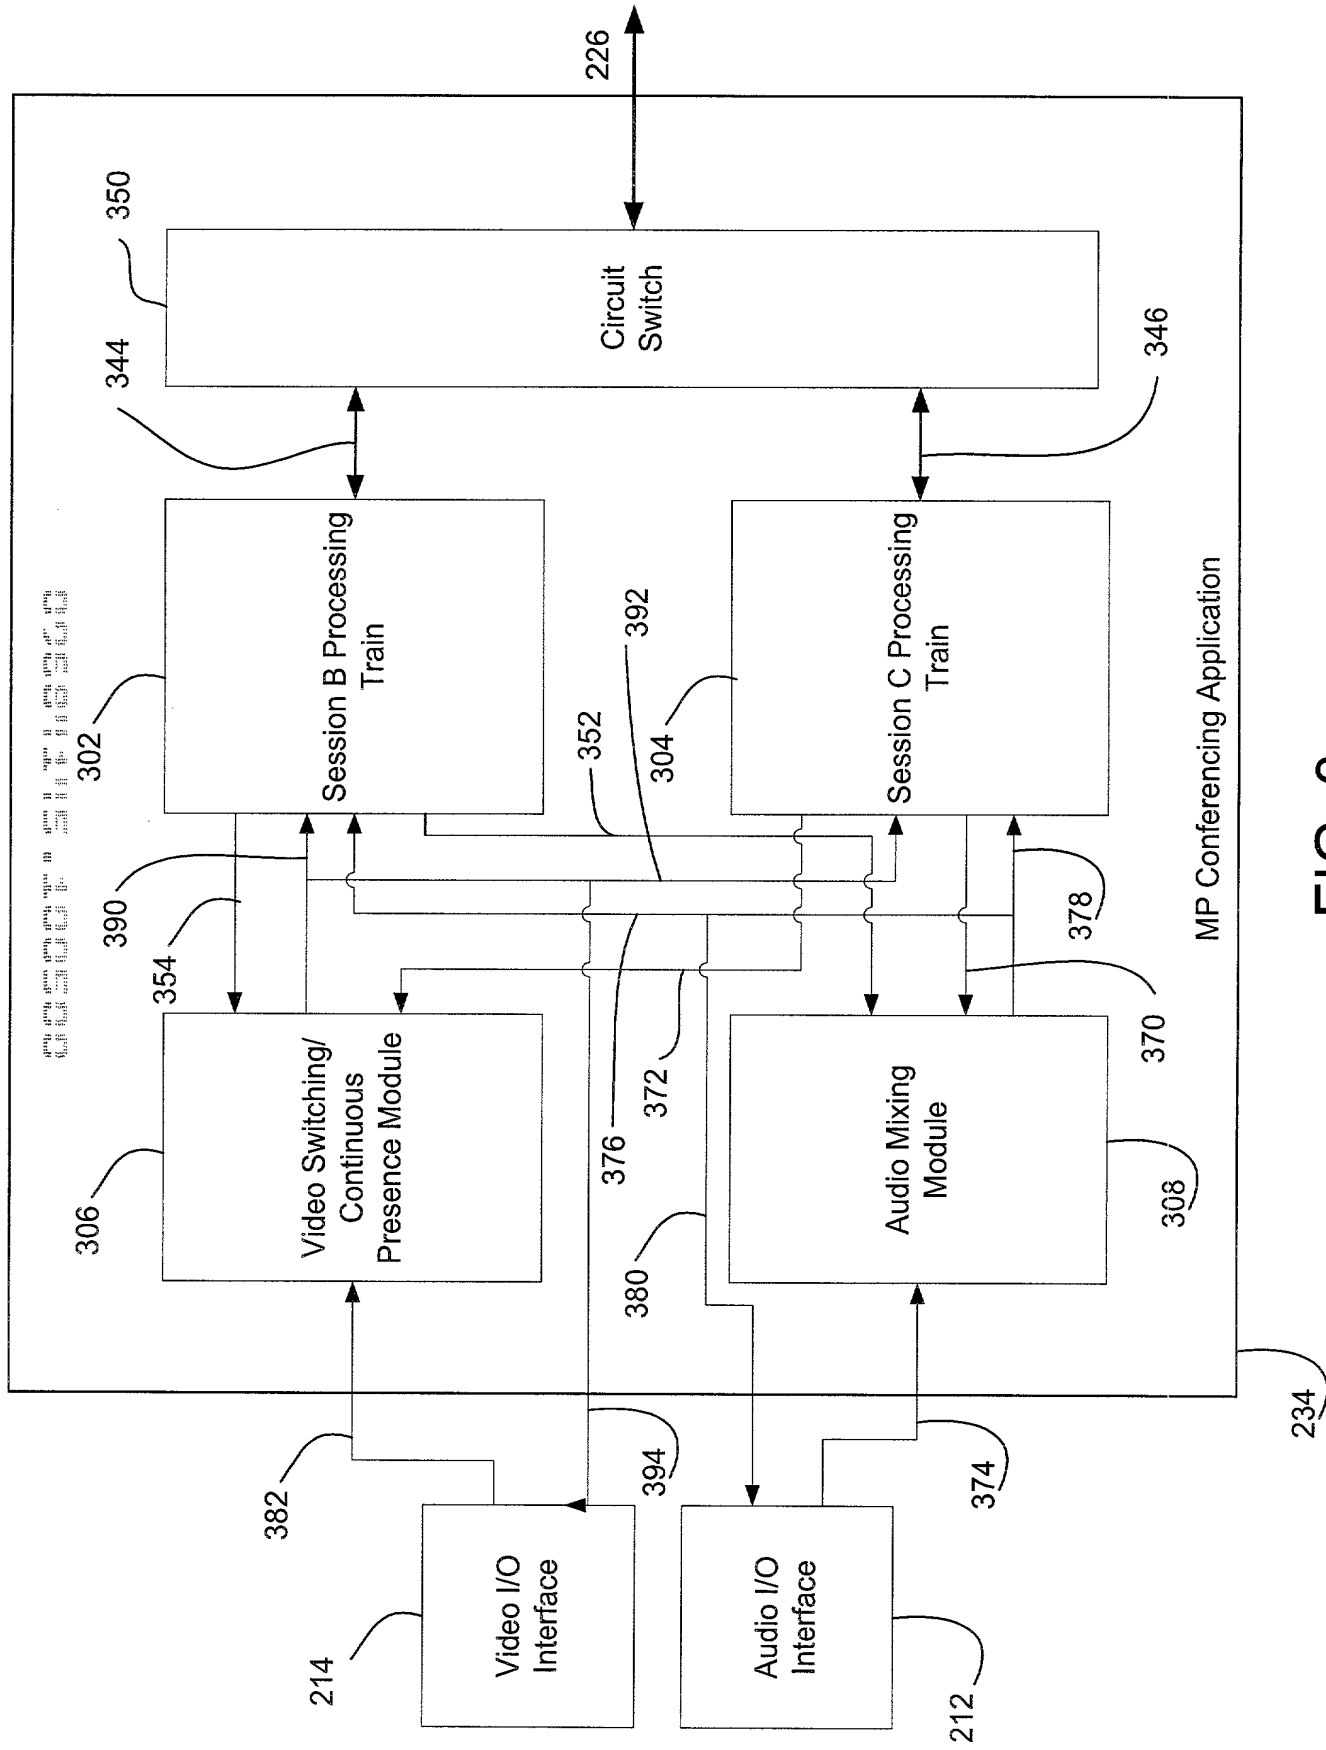 226
350
Circuit
Switch
344
346
302
Session B Processing
Train
304
Session C Processing
Train
392
352
390
354
378
370
372
376
380
306
Video Switching/
Continuous
Presence Module
Audio Mixing
Module
308
MP Conferencing Application
234
382
394
374
214
Video I/O
Interface
Audio I/O
Interface
212